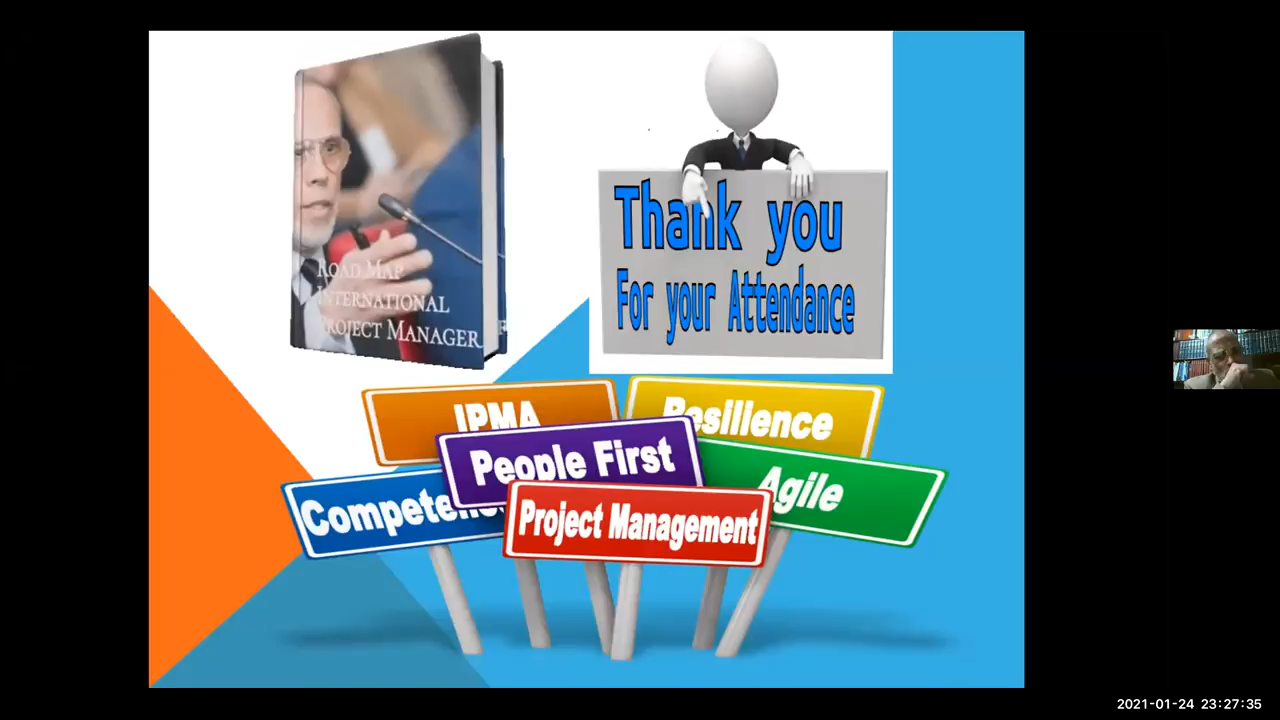 ROAD MAP
INTERNATIONAL
PROJECT MANAGER
Thank you
For your Attendance
IPMA
Resilience
People First
Agile
Project Management
2021-01-24 23:27:35